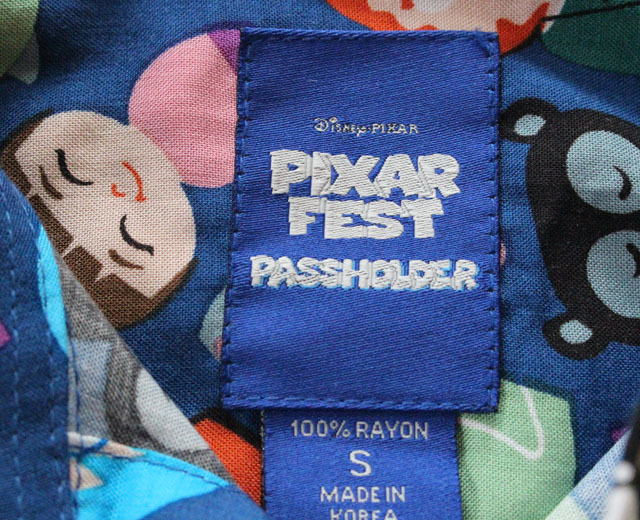 Disney·PIXAR
PIXAR
FEST
PASSHOLDER
100% RAYON
S
MADE IN
KOREA